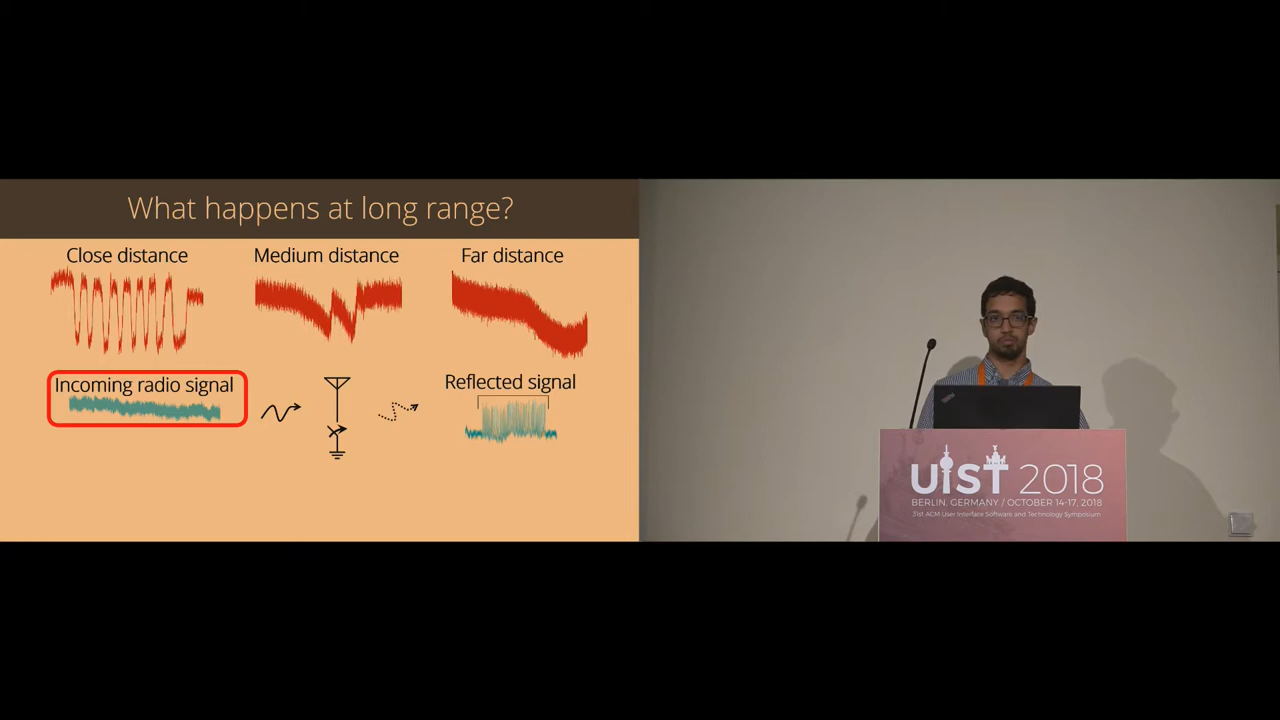 What happens at long range?
Close distance
Medium distance
Far distance
Incoming radio signal
Reflected signal
UIST 2018
BERLIN, GERMANY / OCTOBER 14-17, 2018
31st ACM User Interface Software and Technology Symposium